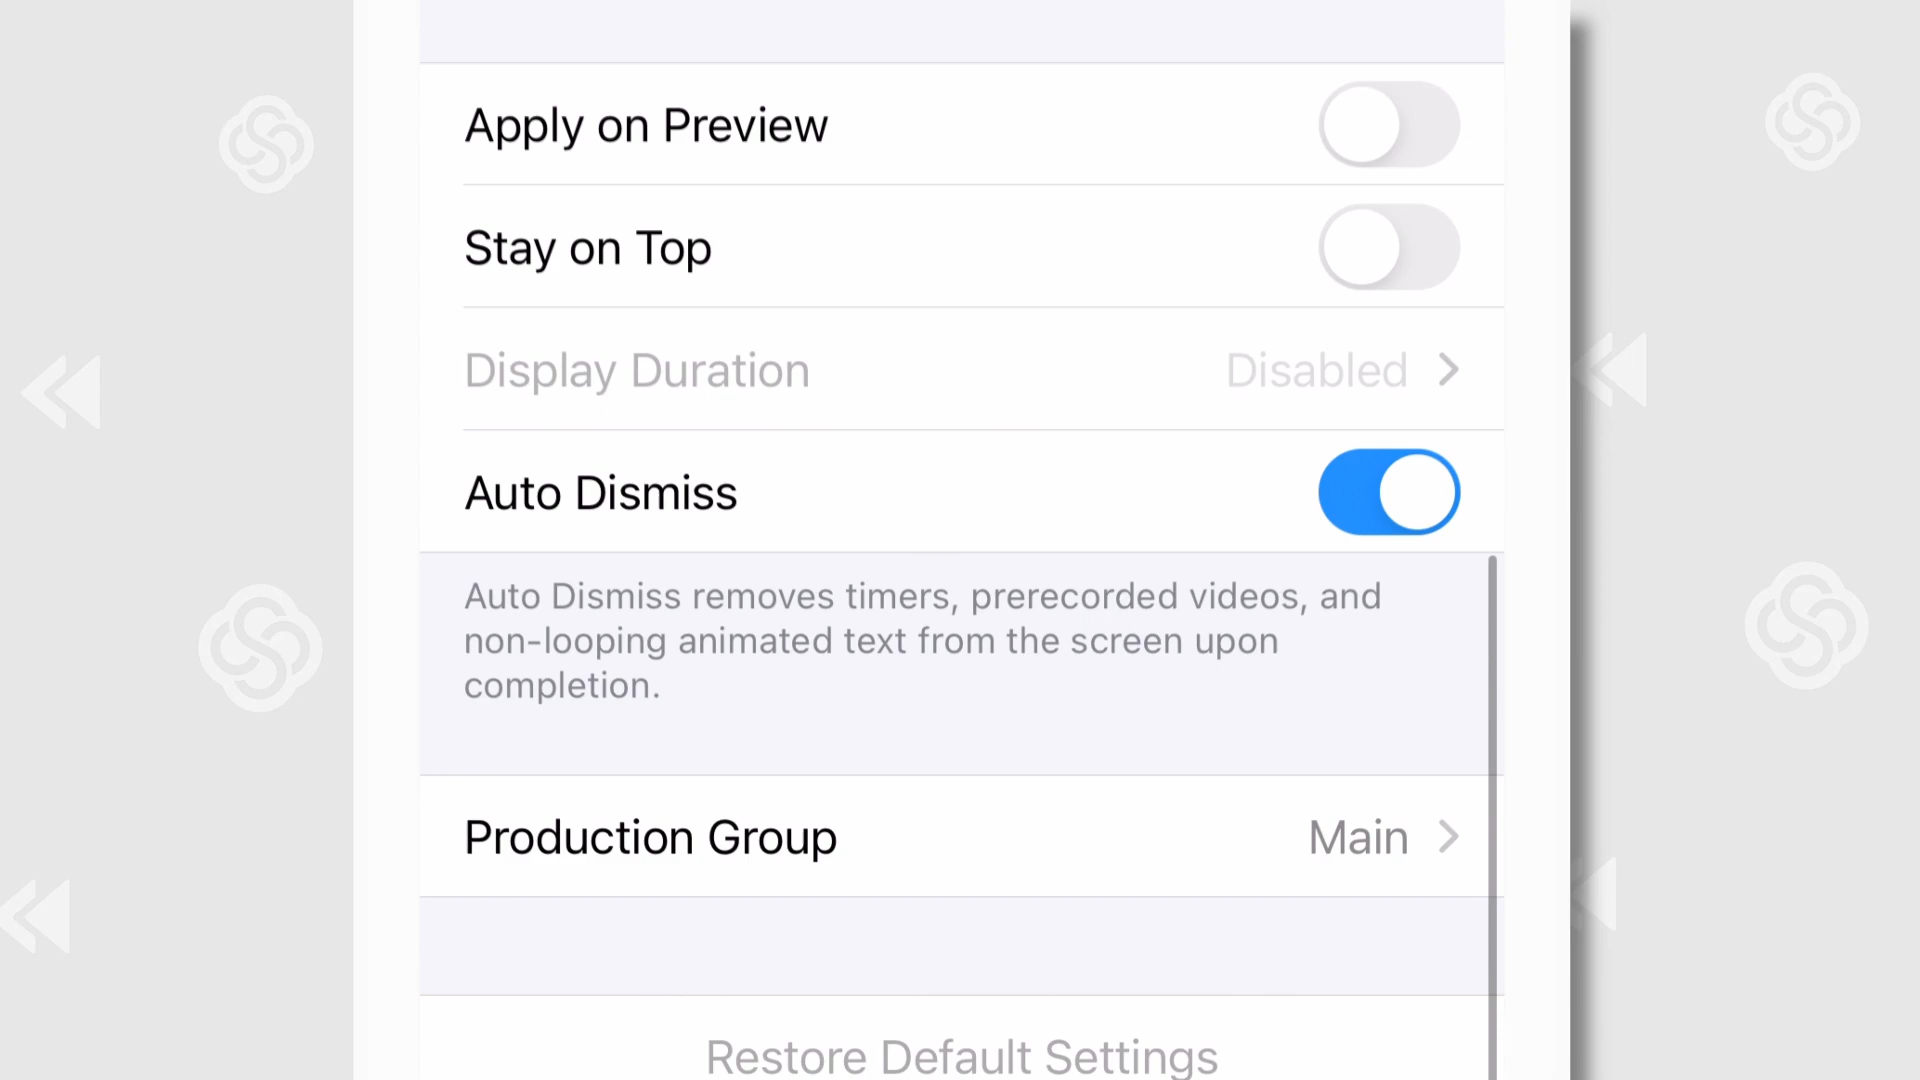 Apply on Preview
Stay on Top
Display Duration Disabled
Auto Dismiss
Auto Dismiss removes timers, prerecorded videos, and
non-looping animated text from the screen upon
completion.
Production Group Main
Restore Default Settings